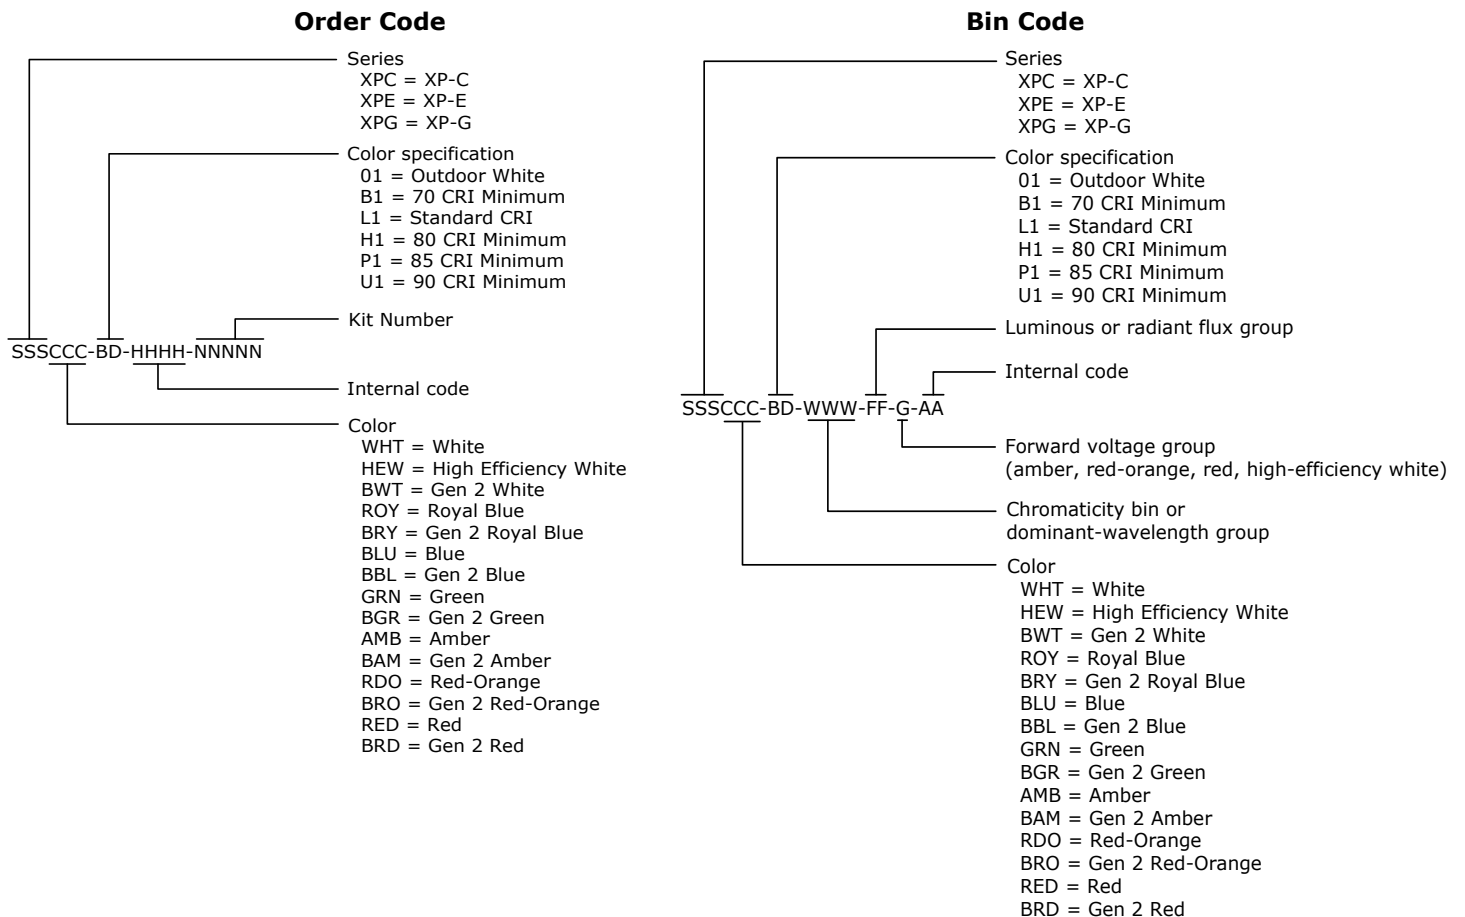 Order Code
Series
XPC = XP-C
XPE = XP-E
XPG = XP-G
Color specification
01 = Outdoor White
B1 = 70 CRI Minimum
L1 = Standard CRI
H1 = 80 CRI Minimum
P1 = 85 CRI Minimum
U1 = 90 CRI Minimum
Kit Number
SSSCCC-BD-HHHH-NNNNN
Internal code
Color
WHT = White
HEW = High Efficiency White
BWT = Gen 2 White
ROY = Royal Blue
BRY = Gen 2 Royal Blue
BLU = Blue
BBL = Gen 2 Blue
GRN = Green
BGR = Gen 2 Green
AMB = Amber
BAM = Gen 2 Amber
RDO = Red-Orange
BRO = Gen 2 Red-Orange
RED = Red
BRD = Gen 2 Red
Bin Code
Series
XPC = XP-C
XPE = XP-E
XPG = XP-G
Color specification
01 = Outdoor White
B1 = 70 CRI Minimum
L1 = Standard CRI
H1 = 80 CRI Minimum
P1 = 85 CRI Minimum
U1 = 90 CRI Minimum
Luminous or radiant flux group
Internal code
SSSCCC-BD-WWW-FF-G-AA
Forward voltage group
(amber, red-orange, red, high-efficiency white)
Chromaticity bin or
dominant-wavelength group
Color
WHT = White
HEW = High Efficiency White
BWT = Gen 2 White
ROY = Royal Blue
BRY = Gen 2 Royal Blue
BLU = Blue
BBL = Gen 2 Blue
GRN = Green
BGR = Gen 2 Green
AMB = Amber
BAM = Gen 2 Amber
RDO = Red-Orange
BRO = Gen 2 Red-Orange
RED = Red
BRD = Gen 2 Red